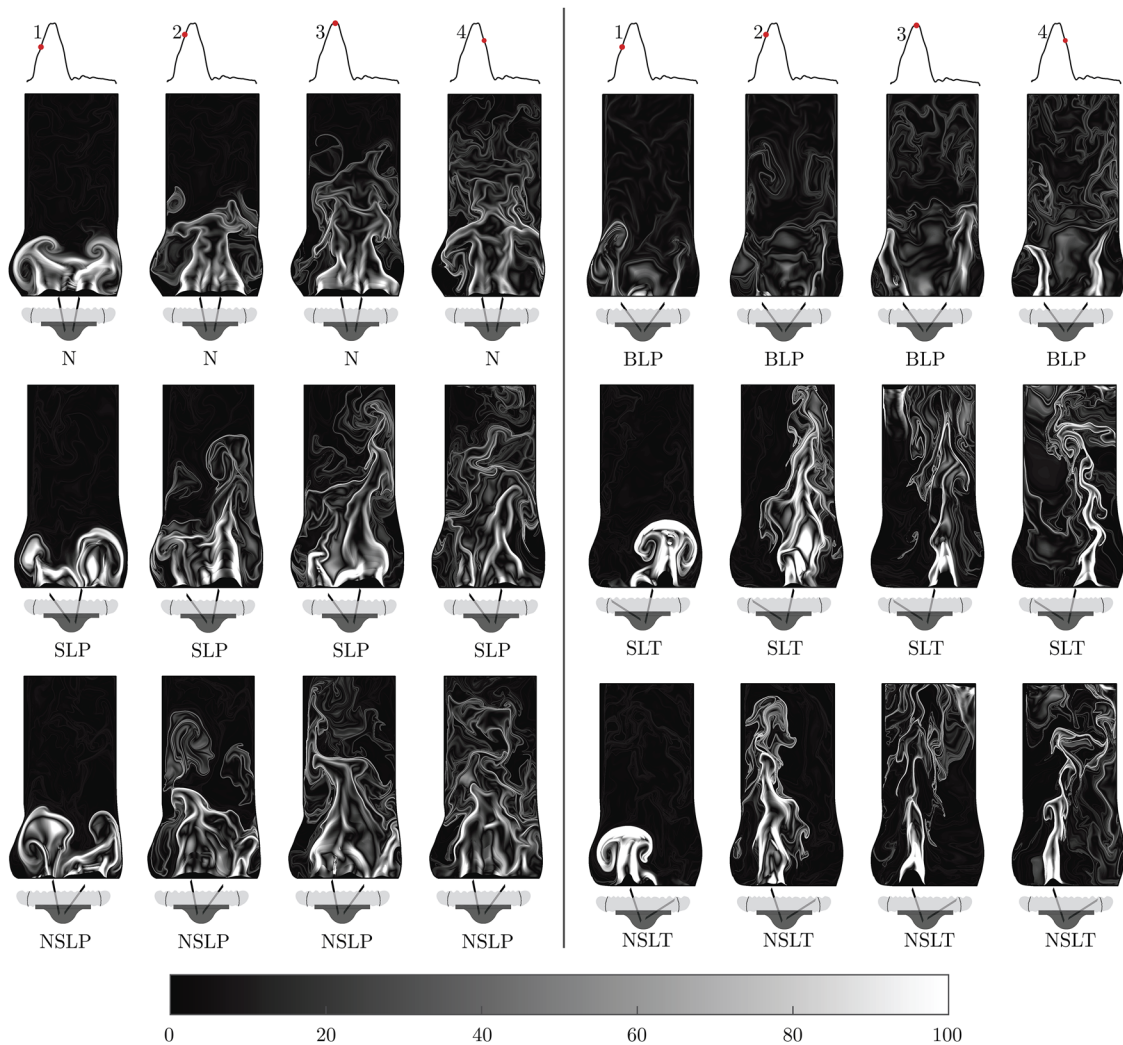 1 2 3 4 1 2 3 4
N N N N BLP BLP BLP BLP
SLP SLP SLP SLP SLT SLT SLT SLT
NSLP NSLP NSLP NSLP NSLT NSLT NSLT NSLT
0 20 40 60 80 100